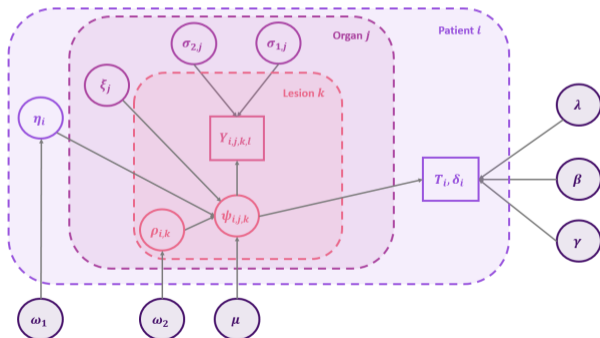 Patient i
Organ j
σ₂,ⱼ
σ₁,ⱼ
ξⱼ
Lesion k
λ
ηᵢ
Yᵢ,ⱼ,ₖ,ₗ
Tᵢ, δᵢ
β
ρᵢ,ₖ
ψᵢ,ⱼ,ₖ
γ
ω₁
ω₂
μ